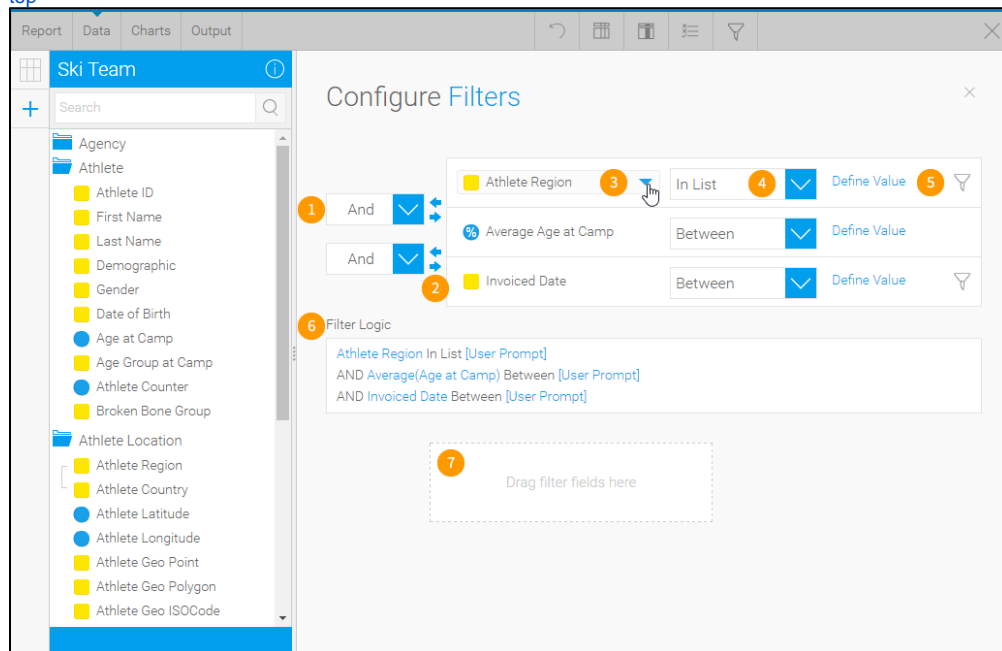 top
Report Data Charts Output
Ski Team
Search
Agency
Athlete
Athlete ID
First Name
Last Name
Demographic
Gender
Date of Birth
Age at Camp
Age Group at Camp
Athlete Counter
Broken Bone Group
Athlete Location
Athlete Region
Athlete Country
Athlete Latitude
Athlete Longitude
Athlete Geo Point
Athlete Geo Polygon
Athlete Geo ISOCode
Configure Filters
Athlete Region 3 In List 4 Define Value 5
1 And
% Average Age at Camp Between Define Value
And
2 Invoiced Date Between Define Value
6 Filter Logic
Athlete Region In List [User Prompt]
AND Average(Age at Camp) Between [User Prompt]
AND Invoiced Date Between [User Prompt]
7
Drag filter fields here